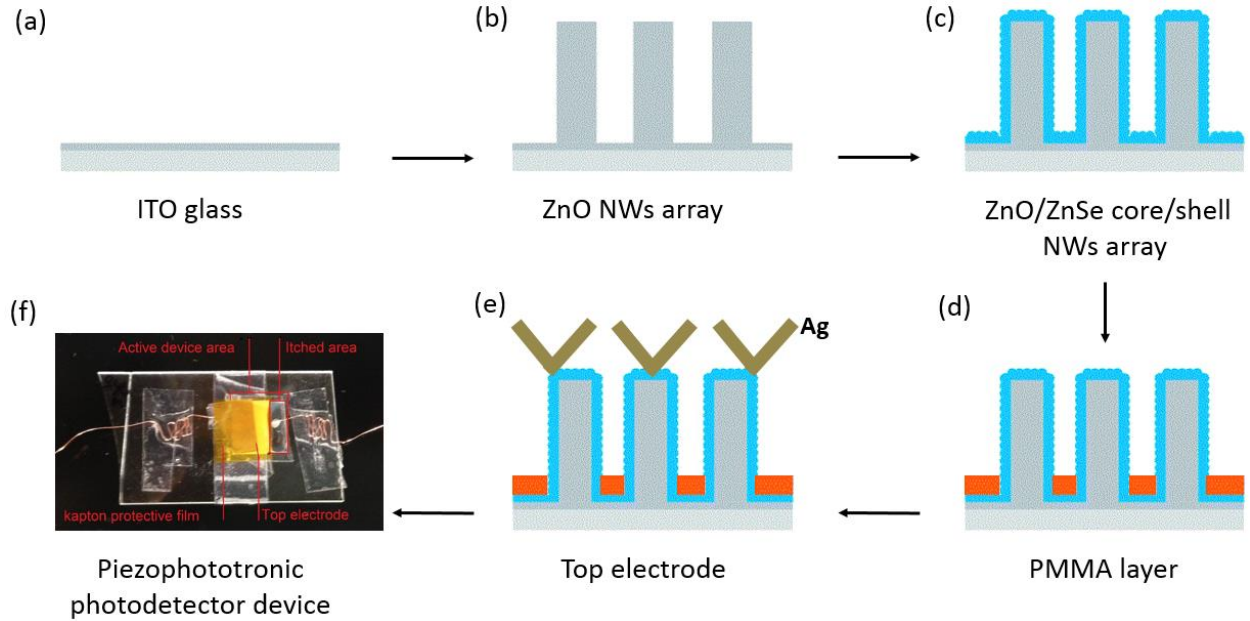 (a)
(b)
(c)
ITO glass
ZnO NWs array
ZnO/ZnSe core/shell
NWs array
(f)
(e)
(d)
Ag
Active device area
Itched area
kapton protective film
Top electrode
Piezophototronic
photodetector device
Top electrode
PMMA layer